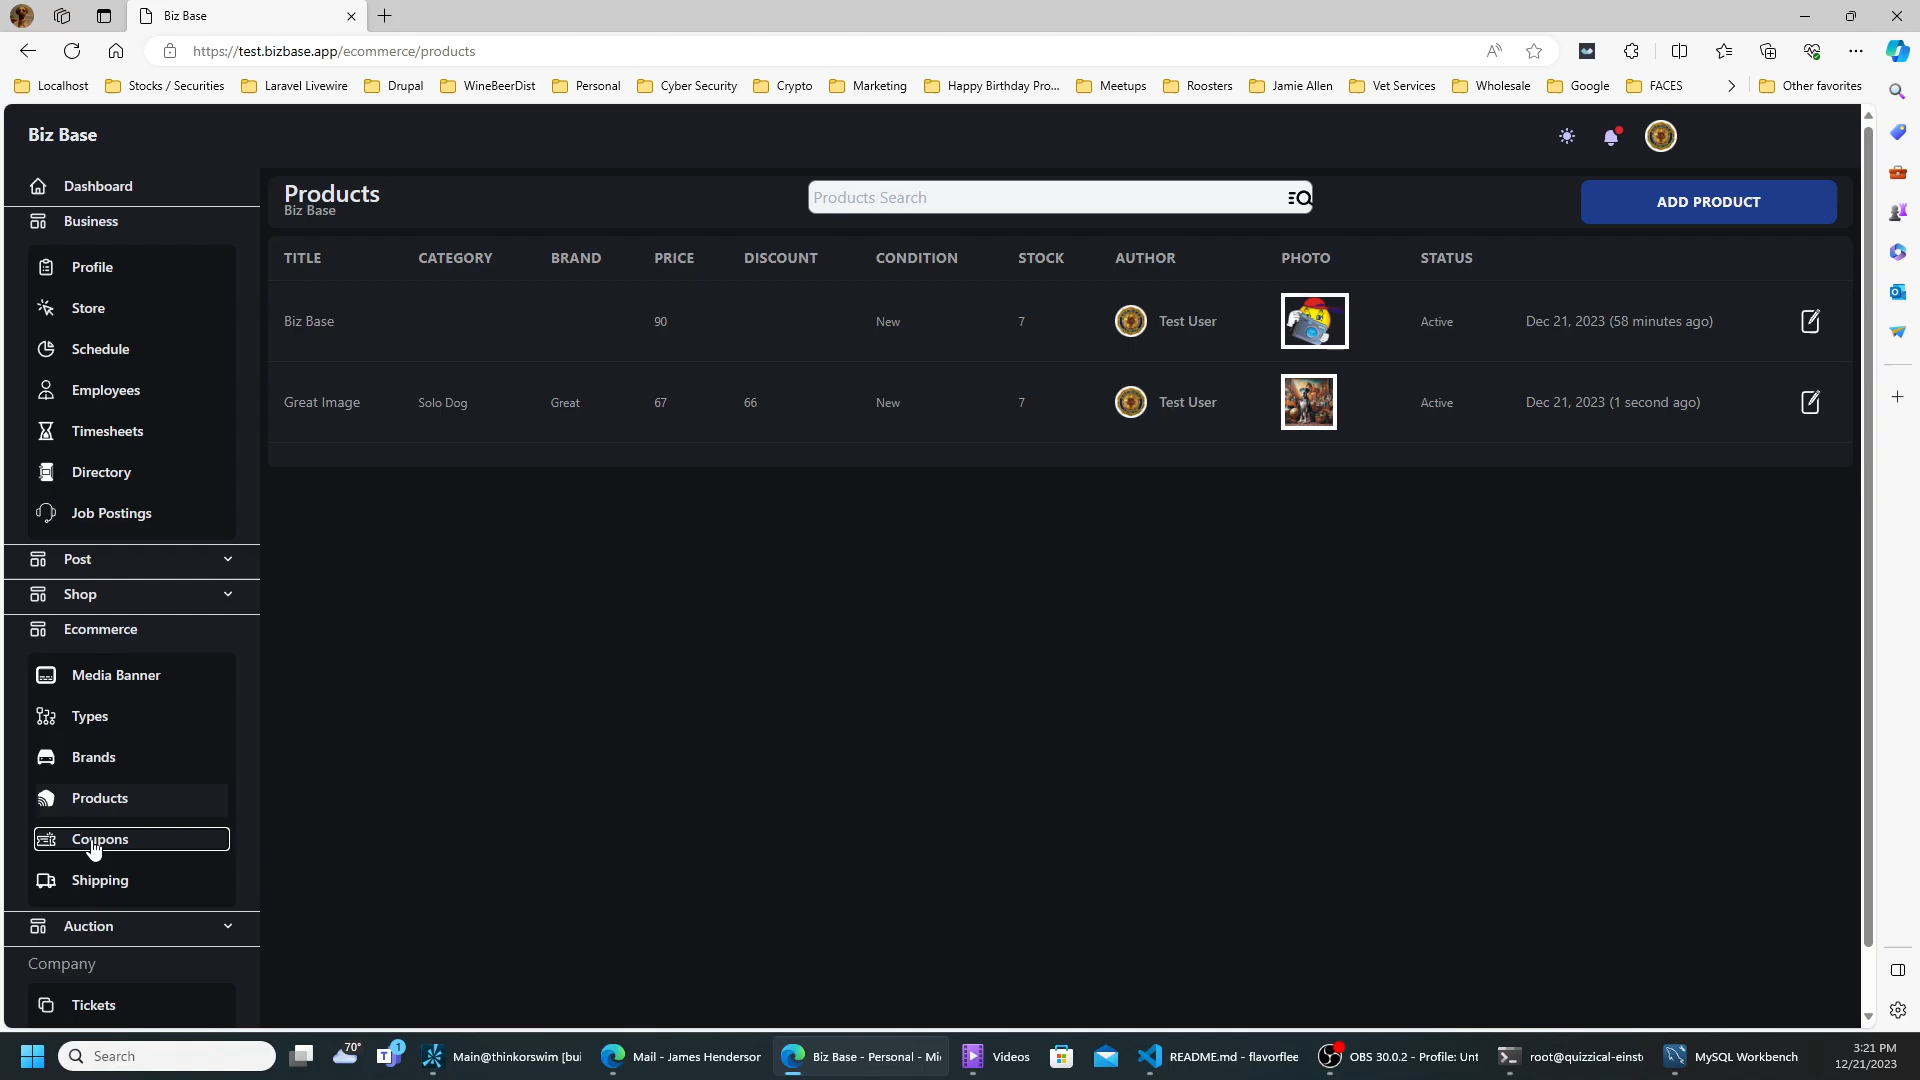 Biz Base
https://test.bizbase.app/ecommerce/products
Localhost
Stocks / Securities
Laravel Livewire
Drupal
WineBeerDist
Personal
Cyber Security
Crypto
Marketing
Happy Birthday Pro...
Meetups
Roosters
Jamie Allen
Vet Services
Wholesale
Google
FACES
Other favorites
Biz Base
Dashboard
Business
Profile
Store
Schedule
Employees
Timesheets
Directory
Job Postings
Post
Shop
Ecommerce
Media Banner
Types
Brands
Products
Coupons
Shipping
Auction
Company
Tickets
Products
Biz Base
Products Search
ADD PRODUCT
TITLE CATEGORY BRAND PRICE DISCOUNT CONDITION STOCK AUTHOR PHOTO STATUS
Biz Base 90 New 7 Test User Active Dec 21, 2023 (58 minutes ago)
Great Image Solo Dog Great 67 66 New 7 Test User Active Dec 21, 2023 (1 second ago)
Search
70°
1
Main@thinkorswim [bui
Mail - James Henderson
Biz Base - Personal - Mi
Videos
README.md - flavorflee
OBS 30.0.2 - Profile: Unt
root@quizzical-einst
MySQL Workbench
3:21 PM
12/21/2023